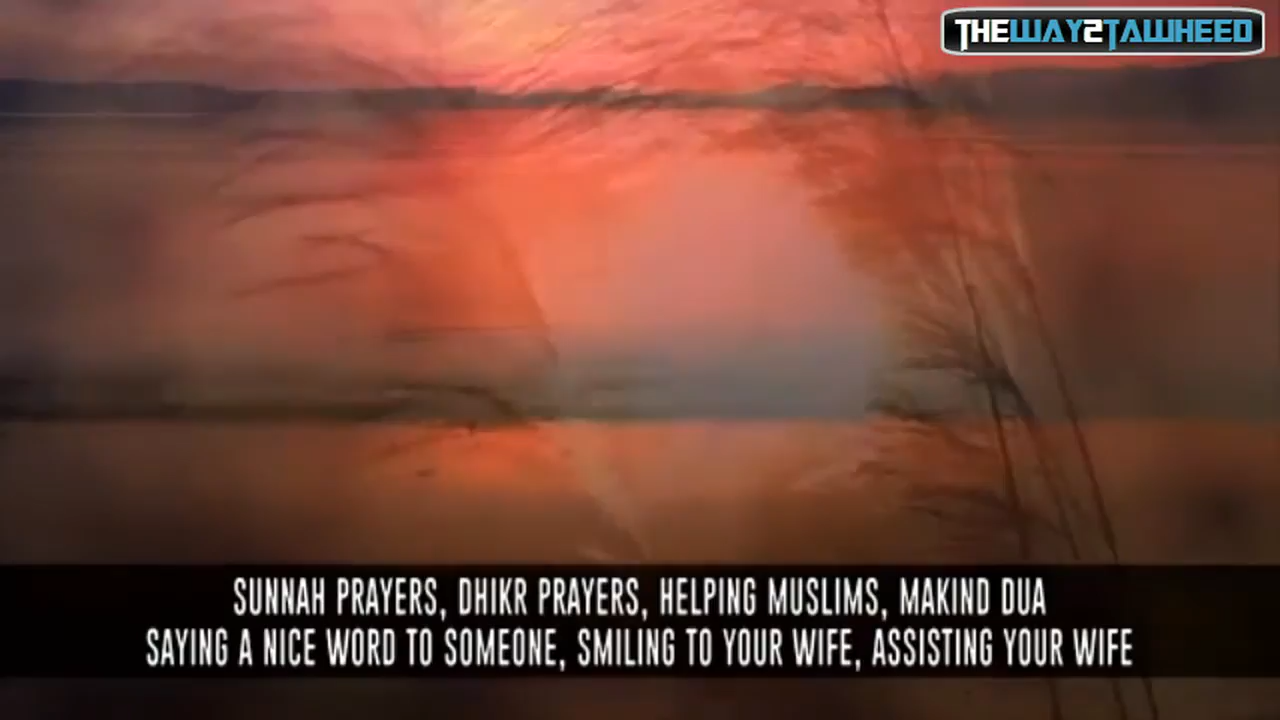 THEWAY2TAWHEED
SUNNAH PRAYERS, DHIKR PRAYERS, HELPING MUSLIMS, MAKIND DUA
SAYING A NICE WORD TO SOMEONE, SMILING TO YOUR WIFE, ASSISTING YOUR WIFE